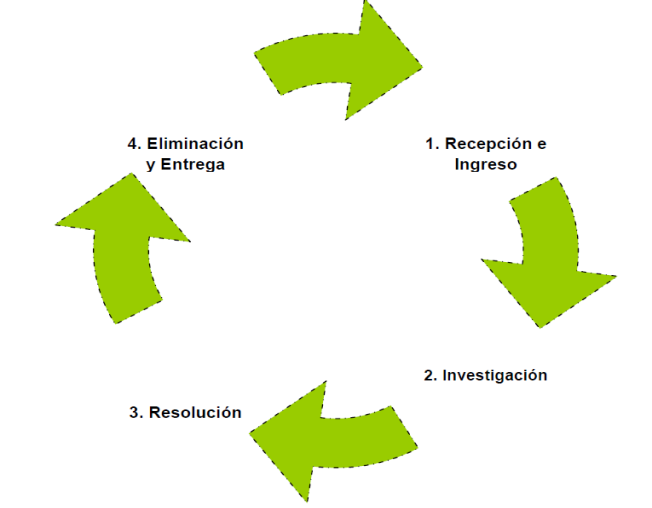 4. Eliminación
y Entrega
1. Recepción e
Ingreso
2. Investigación
3. Resolución